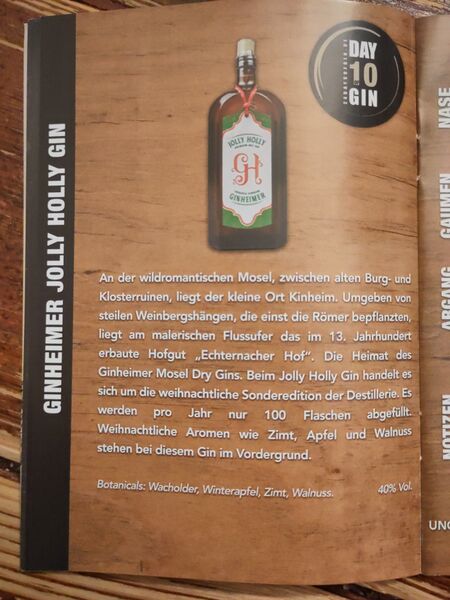 GINHEIMER JOLLY HOLLY GIN
DAY
10
GIN
JOLLY HOLLY
GH
GINHEIMER
An der wildromantischen Mosel, zwischen alten Burg- und
Klosterruinen, liegt der kleine Ort Kinheim. Umgeben von
steilen Weinbergshängen, die einst die Römer bepflanzten,
liegt am malerischen Flussufer das im 13. Jahrhundert
erbaute Hofgut „Echternacher Hof“. Die Heimat des
Ginheimer Mosel Dry Gins. Beim Jolly Holly Gin handelt es
sich um die weihnachtliche Sonderedition der Destillerie. Es
werden pro Jahr nur 100 Flaschen abgefüllt.
Weihnachtliche Aromen wie Zimt, Apfel und Walnuss
stehen bei diesem Gin im Vordergrund.
Botanicals: Wacholder, Winterapfel, Zimt, Walnuss. 40% Vol.
NASE
GAUMEN
ABGANG
NOTIZEN